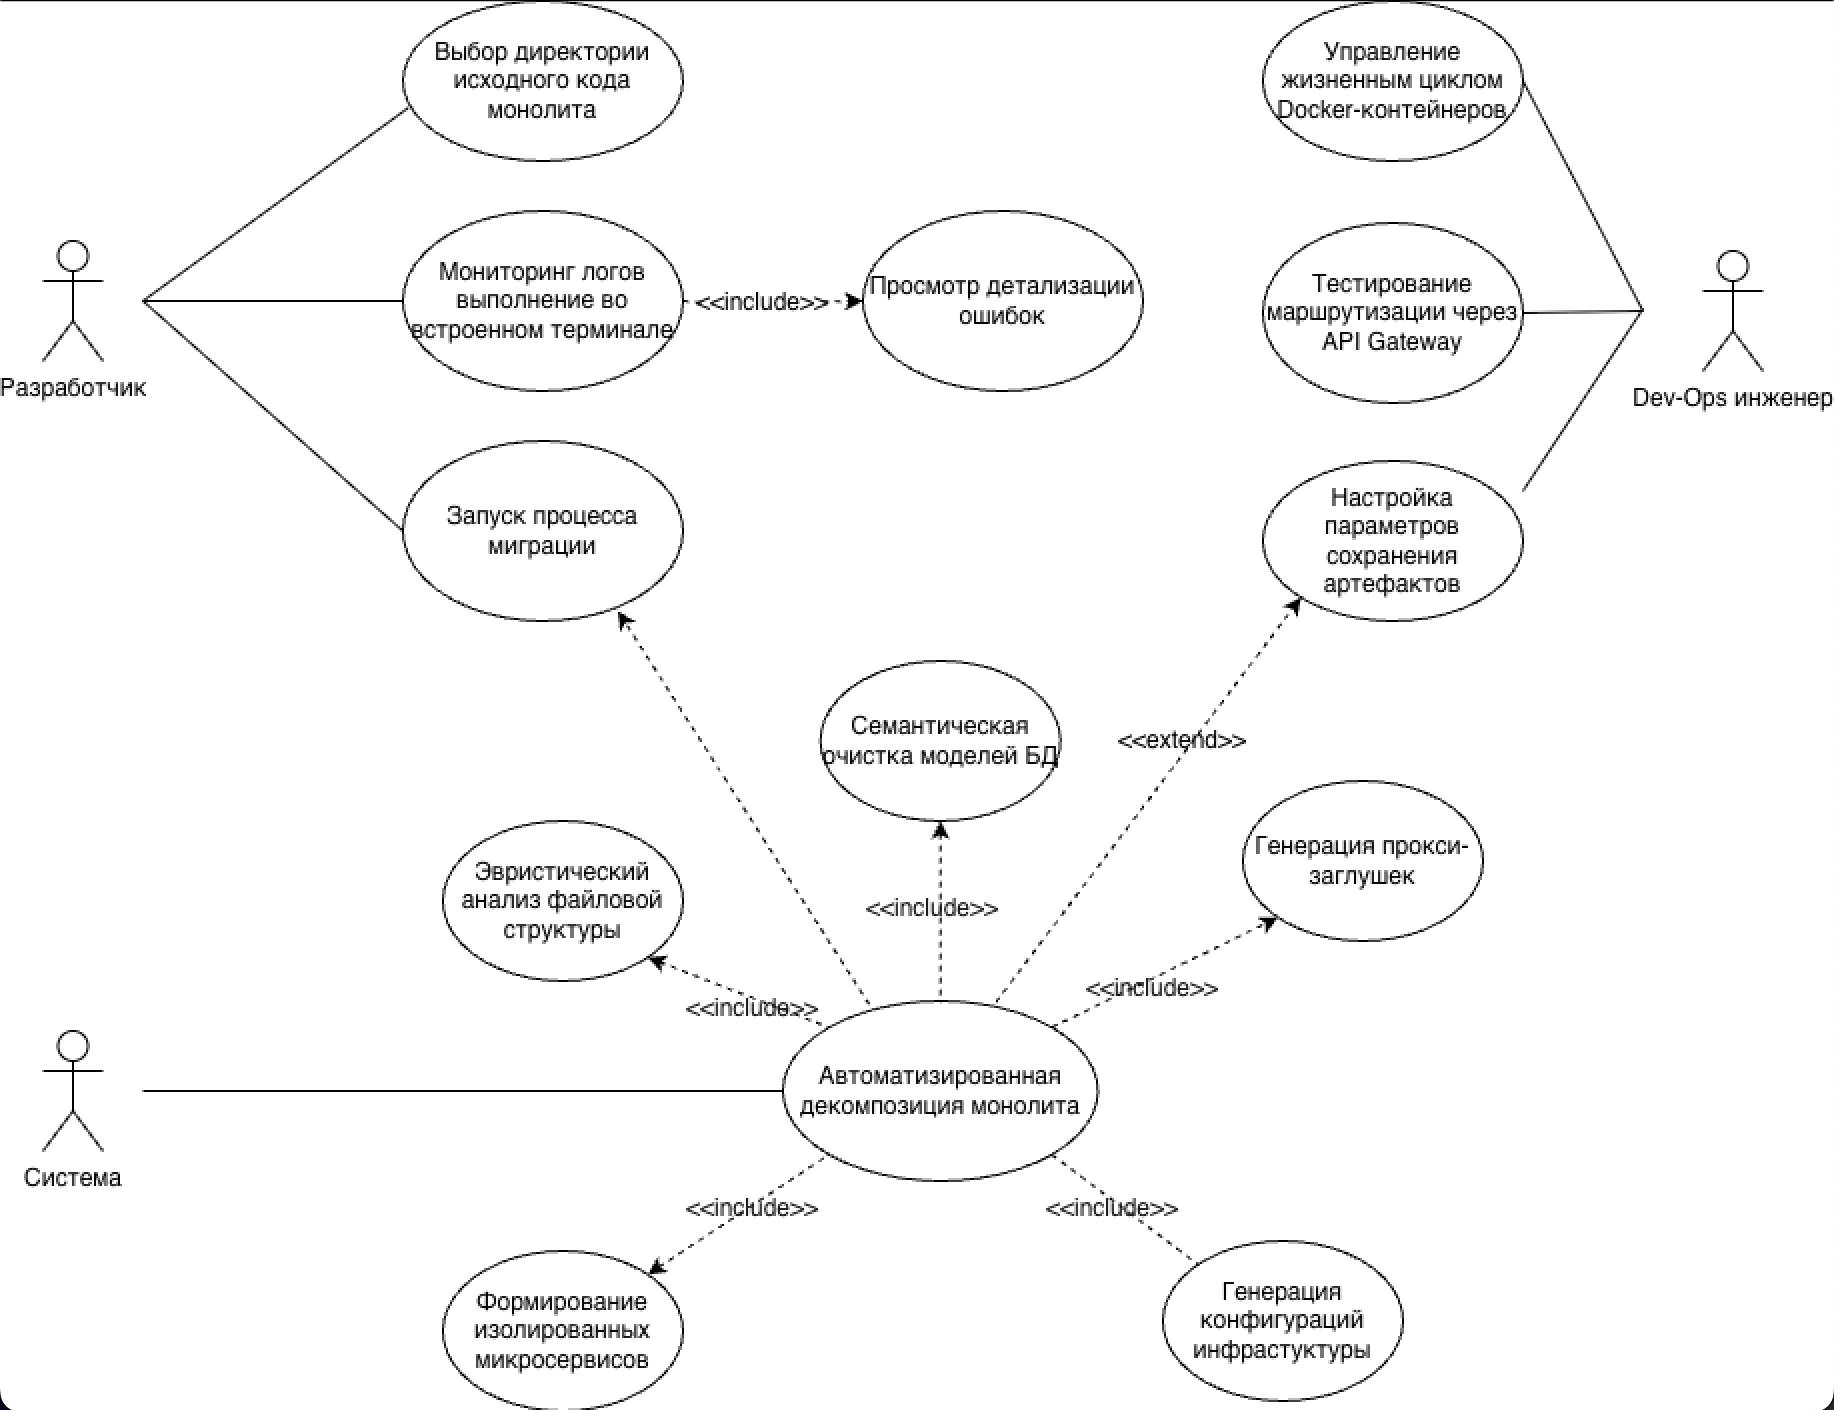 Выбор директории
исходного кода
монолита
Управление
жизненным циклом
Docker-контейнеров
Мониторинг логов
выполнение во
встроенном терминале
<<include>>
Просмотр детализации
ошибок
Тестирование
маршрутизации через
API Gateway
Разработчик
Dev-Ops инженер
Запуск процесса
миграции
Настройка
параметров
сохранения
артефактов
Семантическая
очистка моделей БД
<<extend>>
Эвристический
анализ файловой
структуры
Генерация прокси-
заглушек
<<include>>
<<include>>
<<include>>
Автоматизированная
декомпозиция монолита
Система
<<include>>
<<include>>
Формирование
изолированных
микросервисов
Генерация
конфигураций
инфрастуктуры